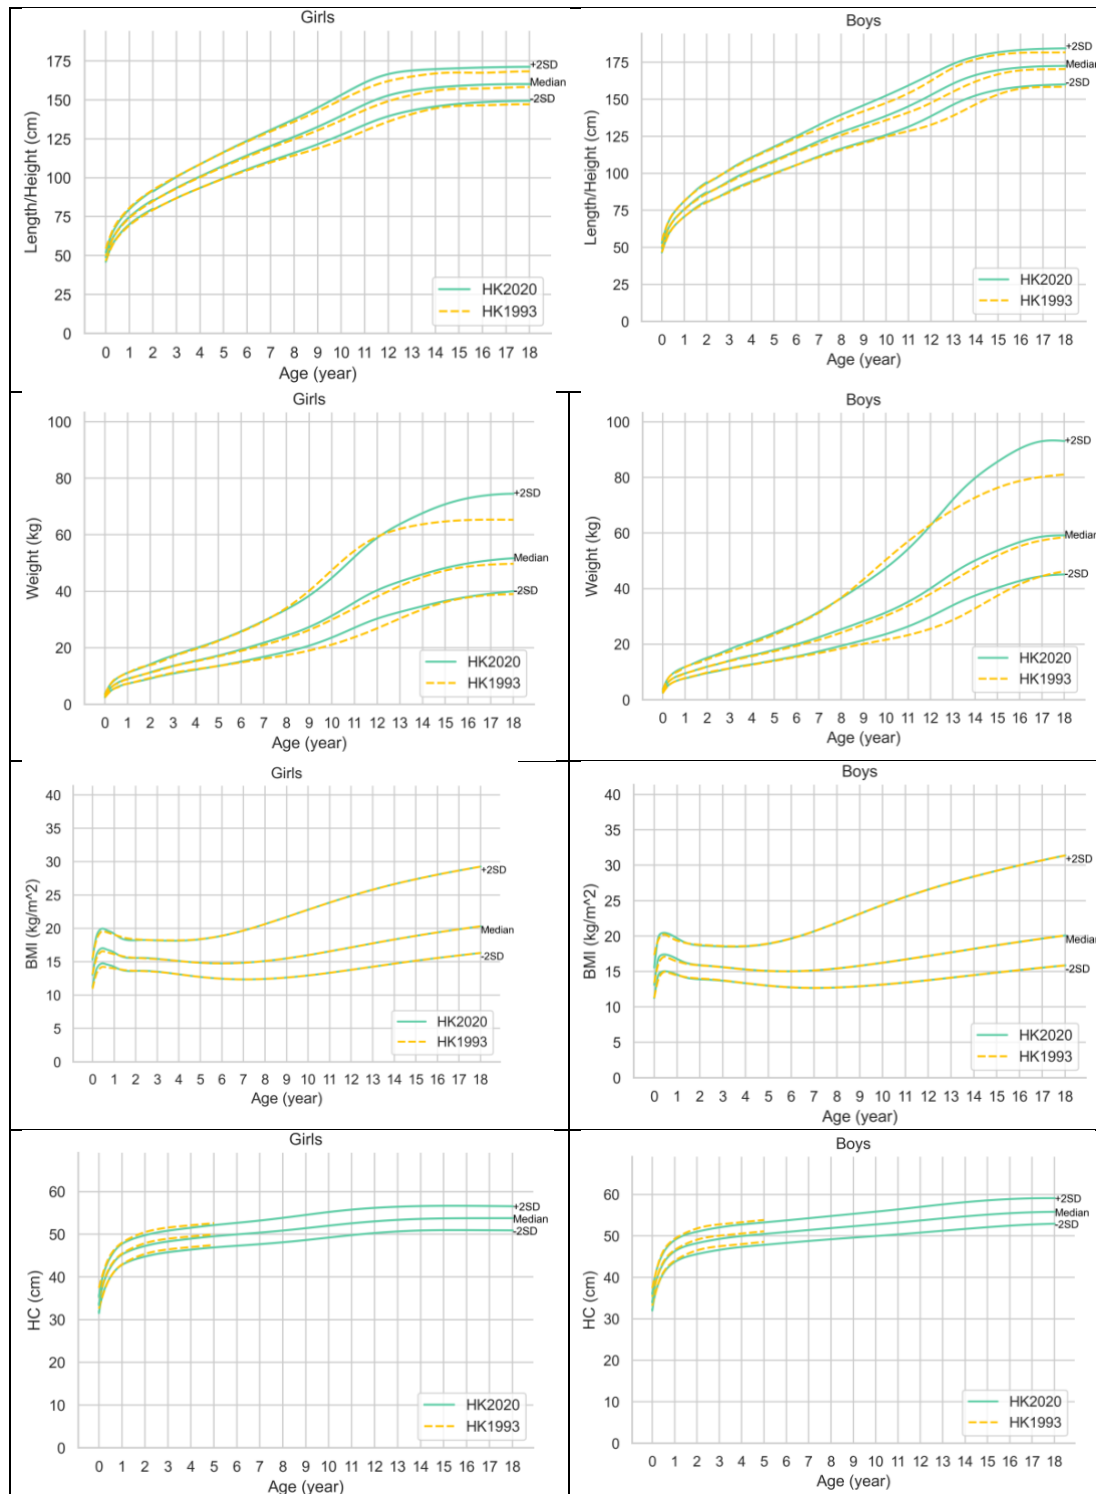 Girls
Length/Height (cm)
175
150
125
100
75
50
25
0
+2SD
Median
-2SD
HK2020
HK1993
0 1 2 3 4 5 6 7 8 9 10 11 12 13 14 15 16 17 18
Age (year)
Boys
Length/Height (cm)
175
150
125
100
75
50
25
0
+2SD
Median
-2SD
HK2020
HK1993
0 1 2 3 4 5 6 7 8 9 10 11 12 13 14 15 16 17 18
Age (year)
Girls
Weight (kg)
100
80
60
40
20
0
+2SD
Median
-2SD
HK2020
HK1993
0 1 2 3 4 5 6 7 8 9 10 11 12 13 14 15 16 17 18
Age (year)
Boys
Weight (kg)
100
80
60
40
20
0
+2SD
Median
-2SD
HK2020
HK1993
0 1 2 3 4 5 6 7 8 9 10 11 12 13 14 15 16 17 18
Age (year)
Girls
BMI (kg/m^2)
40
35
30
25
20
15
10
5
0
+2SD
Median
-2SD
HK2020
HK1993
0 1 2 3 4 5 6 7 8 9 10 11 12 13 14 15 16 17 18
Age (year)
Boys
BMI (kg/m^2)
40
35
30
25
20
15
10
5
0
+2SD
Median
-2SD
HK2020
HK1993
0 1 2 3 4 5 6 7 8 9 10 11 12 13 14 15 16 17 18
Age (year)
Girls
HC (cm)
60
50
40
30
20
10
0
+2SD
Median
-2SD
HK2020
HK1993
0 1 2 3 4 5 6 7 8 9 10 11 12 13 14 15 16 17 18
Age (year)
Boys
HC (cm)
60
50
40
30
20
10
0
+2SD
Median
-2SD
HK2020
HK1993
0 1 2 3 4 5 6 7 8 9 10 11 12 13 14 15 16 17 18
Age (year)